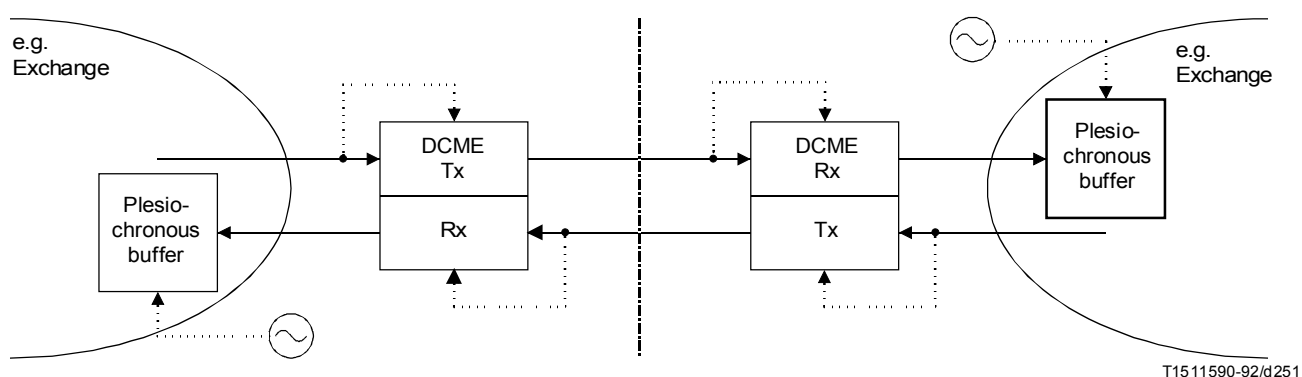 e.g.
Exchange
e.g.
Exchange
DCME
Tx
DCME
Rx
Plesio-
chronous
buffer
Plesio-
chronous
buffer
Rx
Tx
T1511590-92/d251